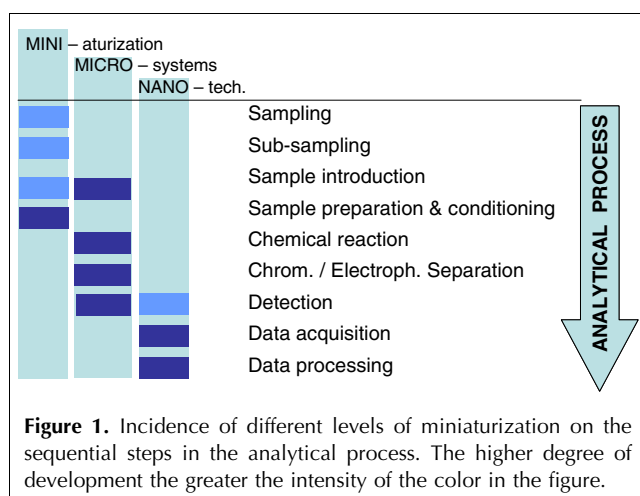 MINI – aturization
MICRO – systems
NANO – tech.
Sampling
Sub-sampling
Sample introduction
Sample preparation & conditioning
Chemical reaction
Chrom. / Electroph. Separation
Detection
Data acquisition
Data processing
ANALYTICAL PROCESS
Figure 1. Incidence of different levels of miniaturization on the
sequential steps in the analytical process. The higher degree of
development the greater the intensity of the color in the figure.